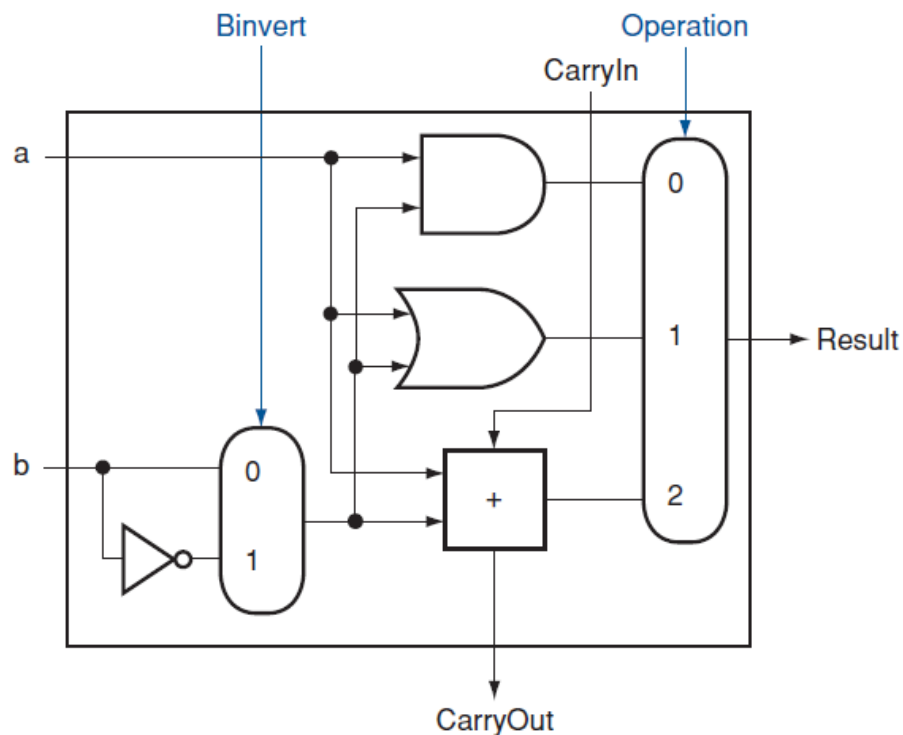 Binvert
Operation
CarryIn
a
0
1
Result
b
0
2
+
1
CarryOut